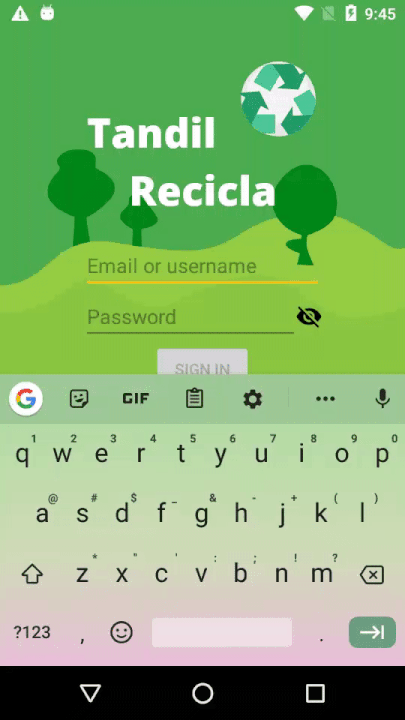 9:45
Tandil
Recicla
Email or username
Password
SIGN IN
G GIF
1 2 3 4 5 6 7 8 9 0
q w e r t y u i o p
@ # $ _ & - + ( )
a s d f g h j k l
* " ' : ; ! ?
z x c v b n m
?123 , .